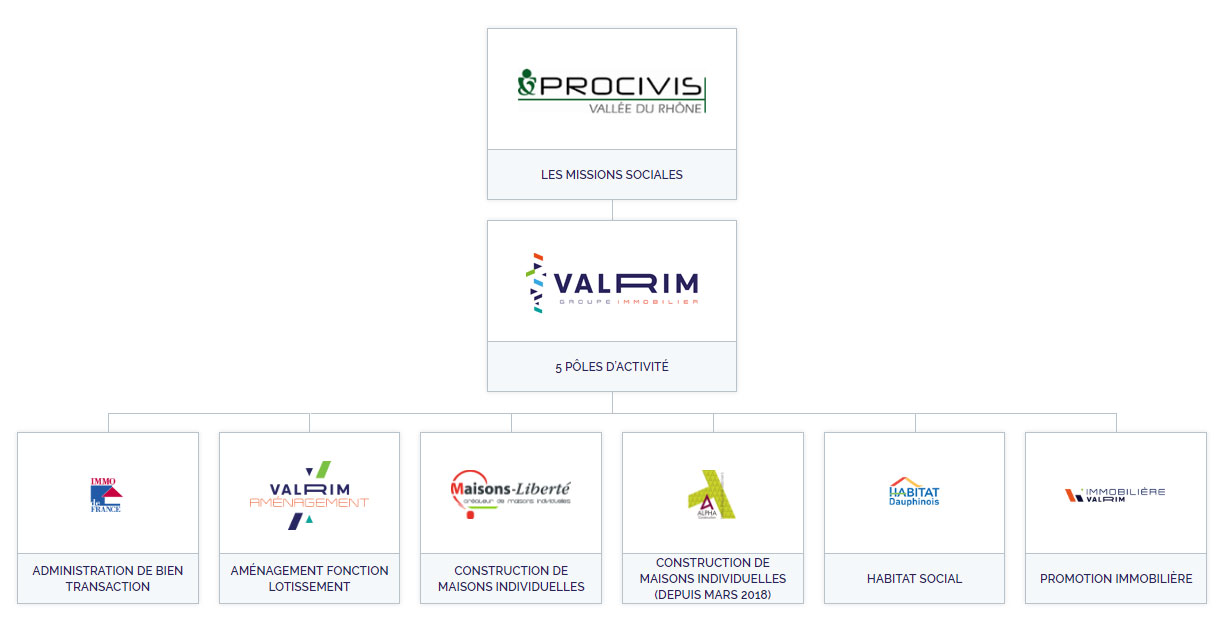 PROCIVIS
VALLÉE DU RHÔNE
LES MISSIONS SOCIALES
VALRIM
GROUPE IMMOBILIER
5 PÔLES D'ACTIVITÉ
IMMO
de
FRANCE
ADMINISTRATION DE BIEN
TRANSACTION
VALRIM
AMÉNAGEMENT
AMÉNAGEMENT FONCTION
LOTISSEMENT
Maisons-Liberté
créateur de maisons individuelles
CONSTRUCTION DE
MAISONS INDIVIDUELLES
ALPHA
CONSTRUCTION DE
MAISONS INDIVIDUELLES
(DEPUIS MARS 2018)
HABITAT
Dauphinois
HABITAT SOCIAL
IMMOBILIÈRE
VALRIM
PROMOTION IMMOBILIÈRE